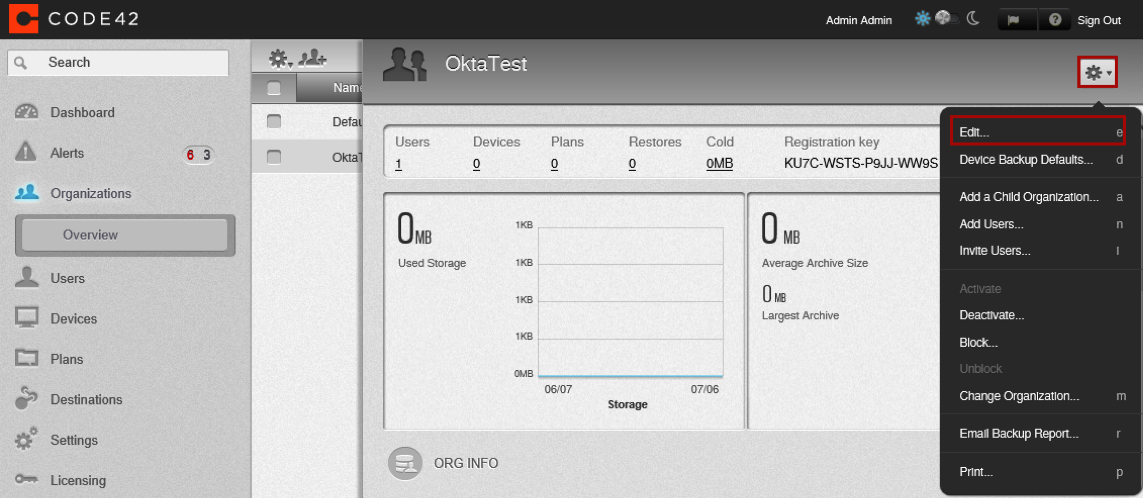 CODE42
Admin Admin
Sign Out
Search
Dashboard
Alerts
6 3
Organizations
Overview
Users
Devices
Plans
Destinations
Settings
Licensing
Nam
Defau
OktaT
OktaTest
Users Devices Plans Restores Cold Registration key
1 0 0 0 0MB KU7C-WSTS-P9JJ-WW9S
0MB
Used Storage
1KB
1KB
1KB
1KB
0MB
06/07 07/06
Storage
0MB
Average Archive Size
0MB
Largest Archive
ORG INFO
Edit... e
Device Backup Defaults... d
Add a Child Organization... a
Add Users... n
Invite Users... I
Activate
Deactivate...
Block...
Unblock
Change Organization... m
Email Backup Report... r
Print... p